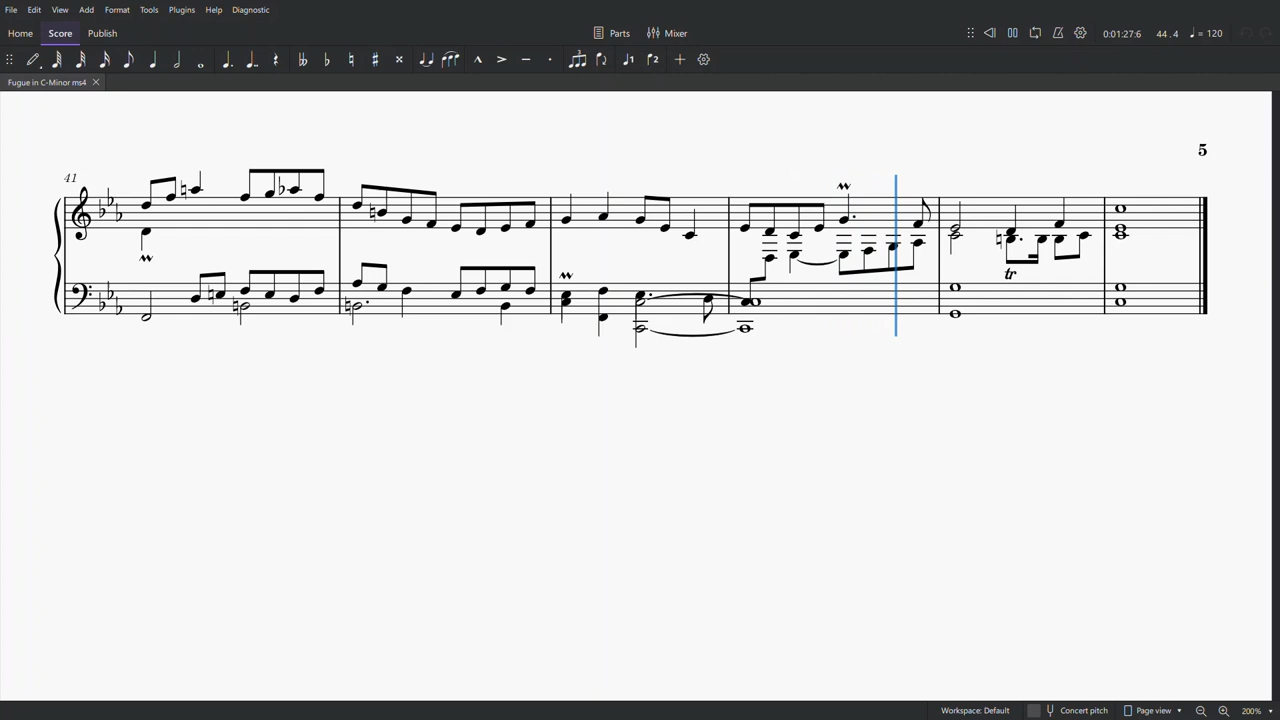 File Edit View Add Format Tools Plugins Help Diagnostic
Home Score Publish Parts Mixer 0:01:27:6 44 . 4 = 120
Fugue in C-Minor ms4
5
41
tr
Workspace: Default Concert pitch Page view 200%